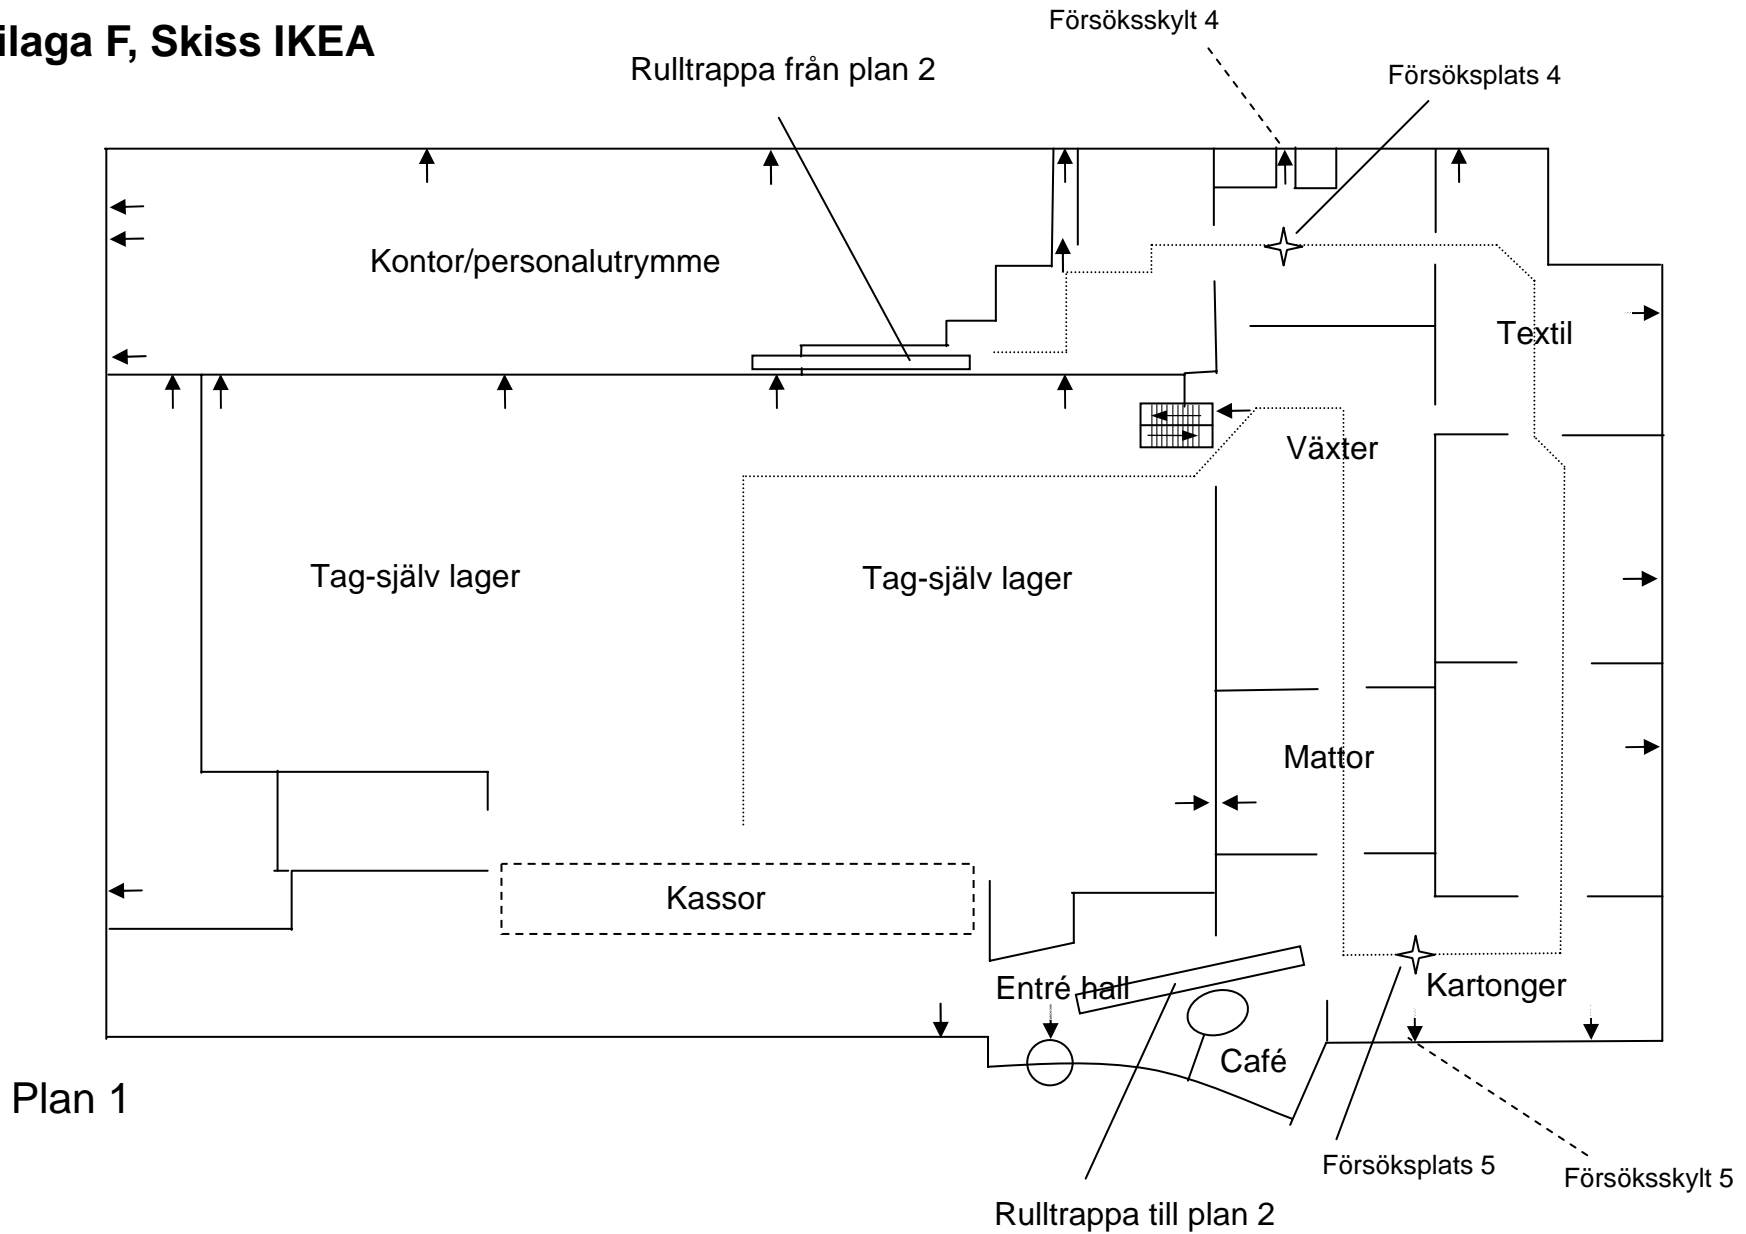 ilaga F, Skiss IKEA
Försöksskylt 4
Rulltrappa från plan 2
Försöksplats 4
Kontor/personalutrymme
Textil
Växter
Tag-själv lager
Tag-själv lager
Mattor
Kassor
Entré hall
Kartonger
Café
Plan 1
Försöksplats 5
Försöksskylt 5
Rulltrappa till plan 2